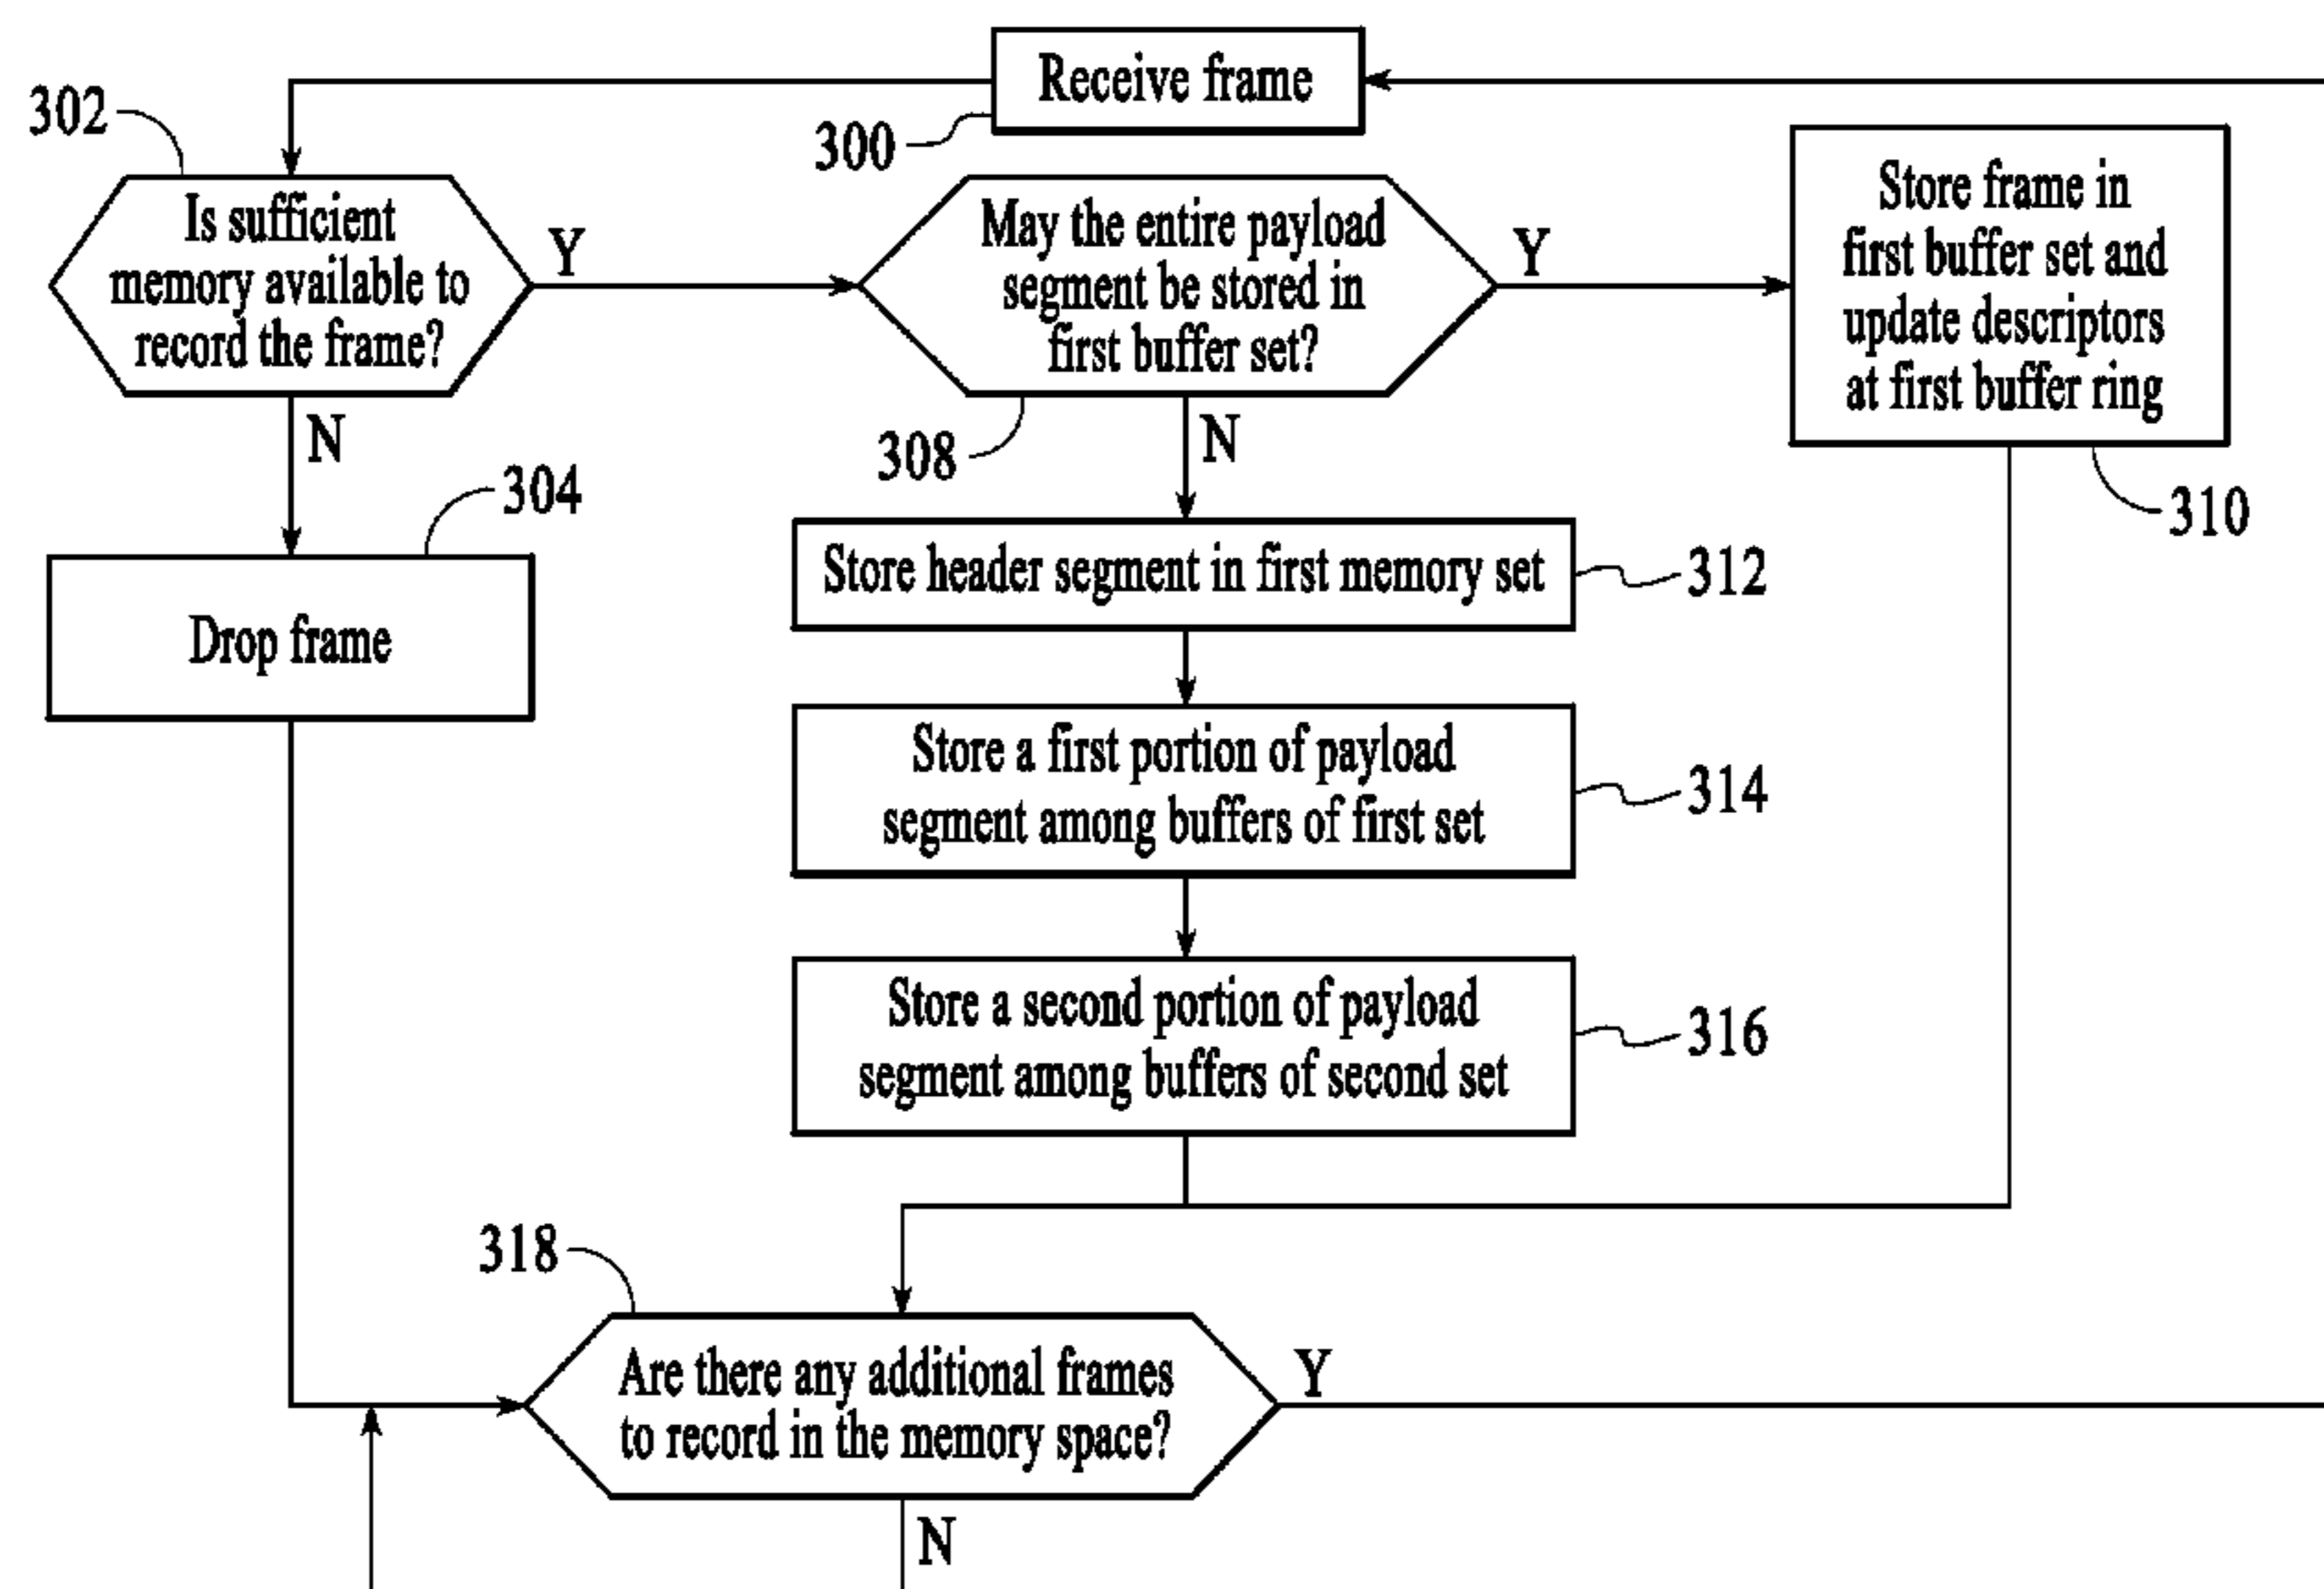 Receive frame
300
302
Is sufficient
memory available to
record the frame?
Y
N
304
Drop frame
May the entire payload
segment be stored in
first buffer set?
308
Y
N
Store frame in
first buffer set and
update descriptors
at first buffer ring
310
Store header segment in first memory set
312
Store a first portion of payload
segment among buffers of first set
314
Store a second portion of payload
segment among buffers of second set
316
318
Are there any additional frames
to record in the memory space?
Y
N